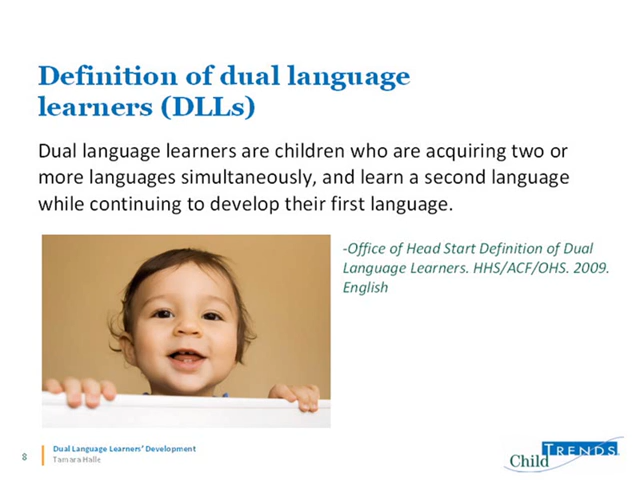 Definition of dual language
learners (DLLs)
Dual language learners are children who are acquiring two or
more languages simultaneously, and learn a second language
while continuing to develop their first language.
-Office of Head Start Definition of Dual
Language Learners. HHS/ACF/OHS. 2009.
English
8
Dual Language Learners' Development
Tamara Halle
Child TRENDS